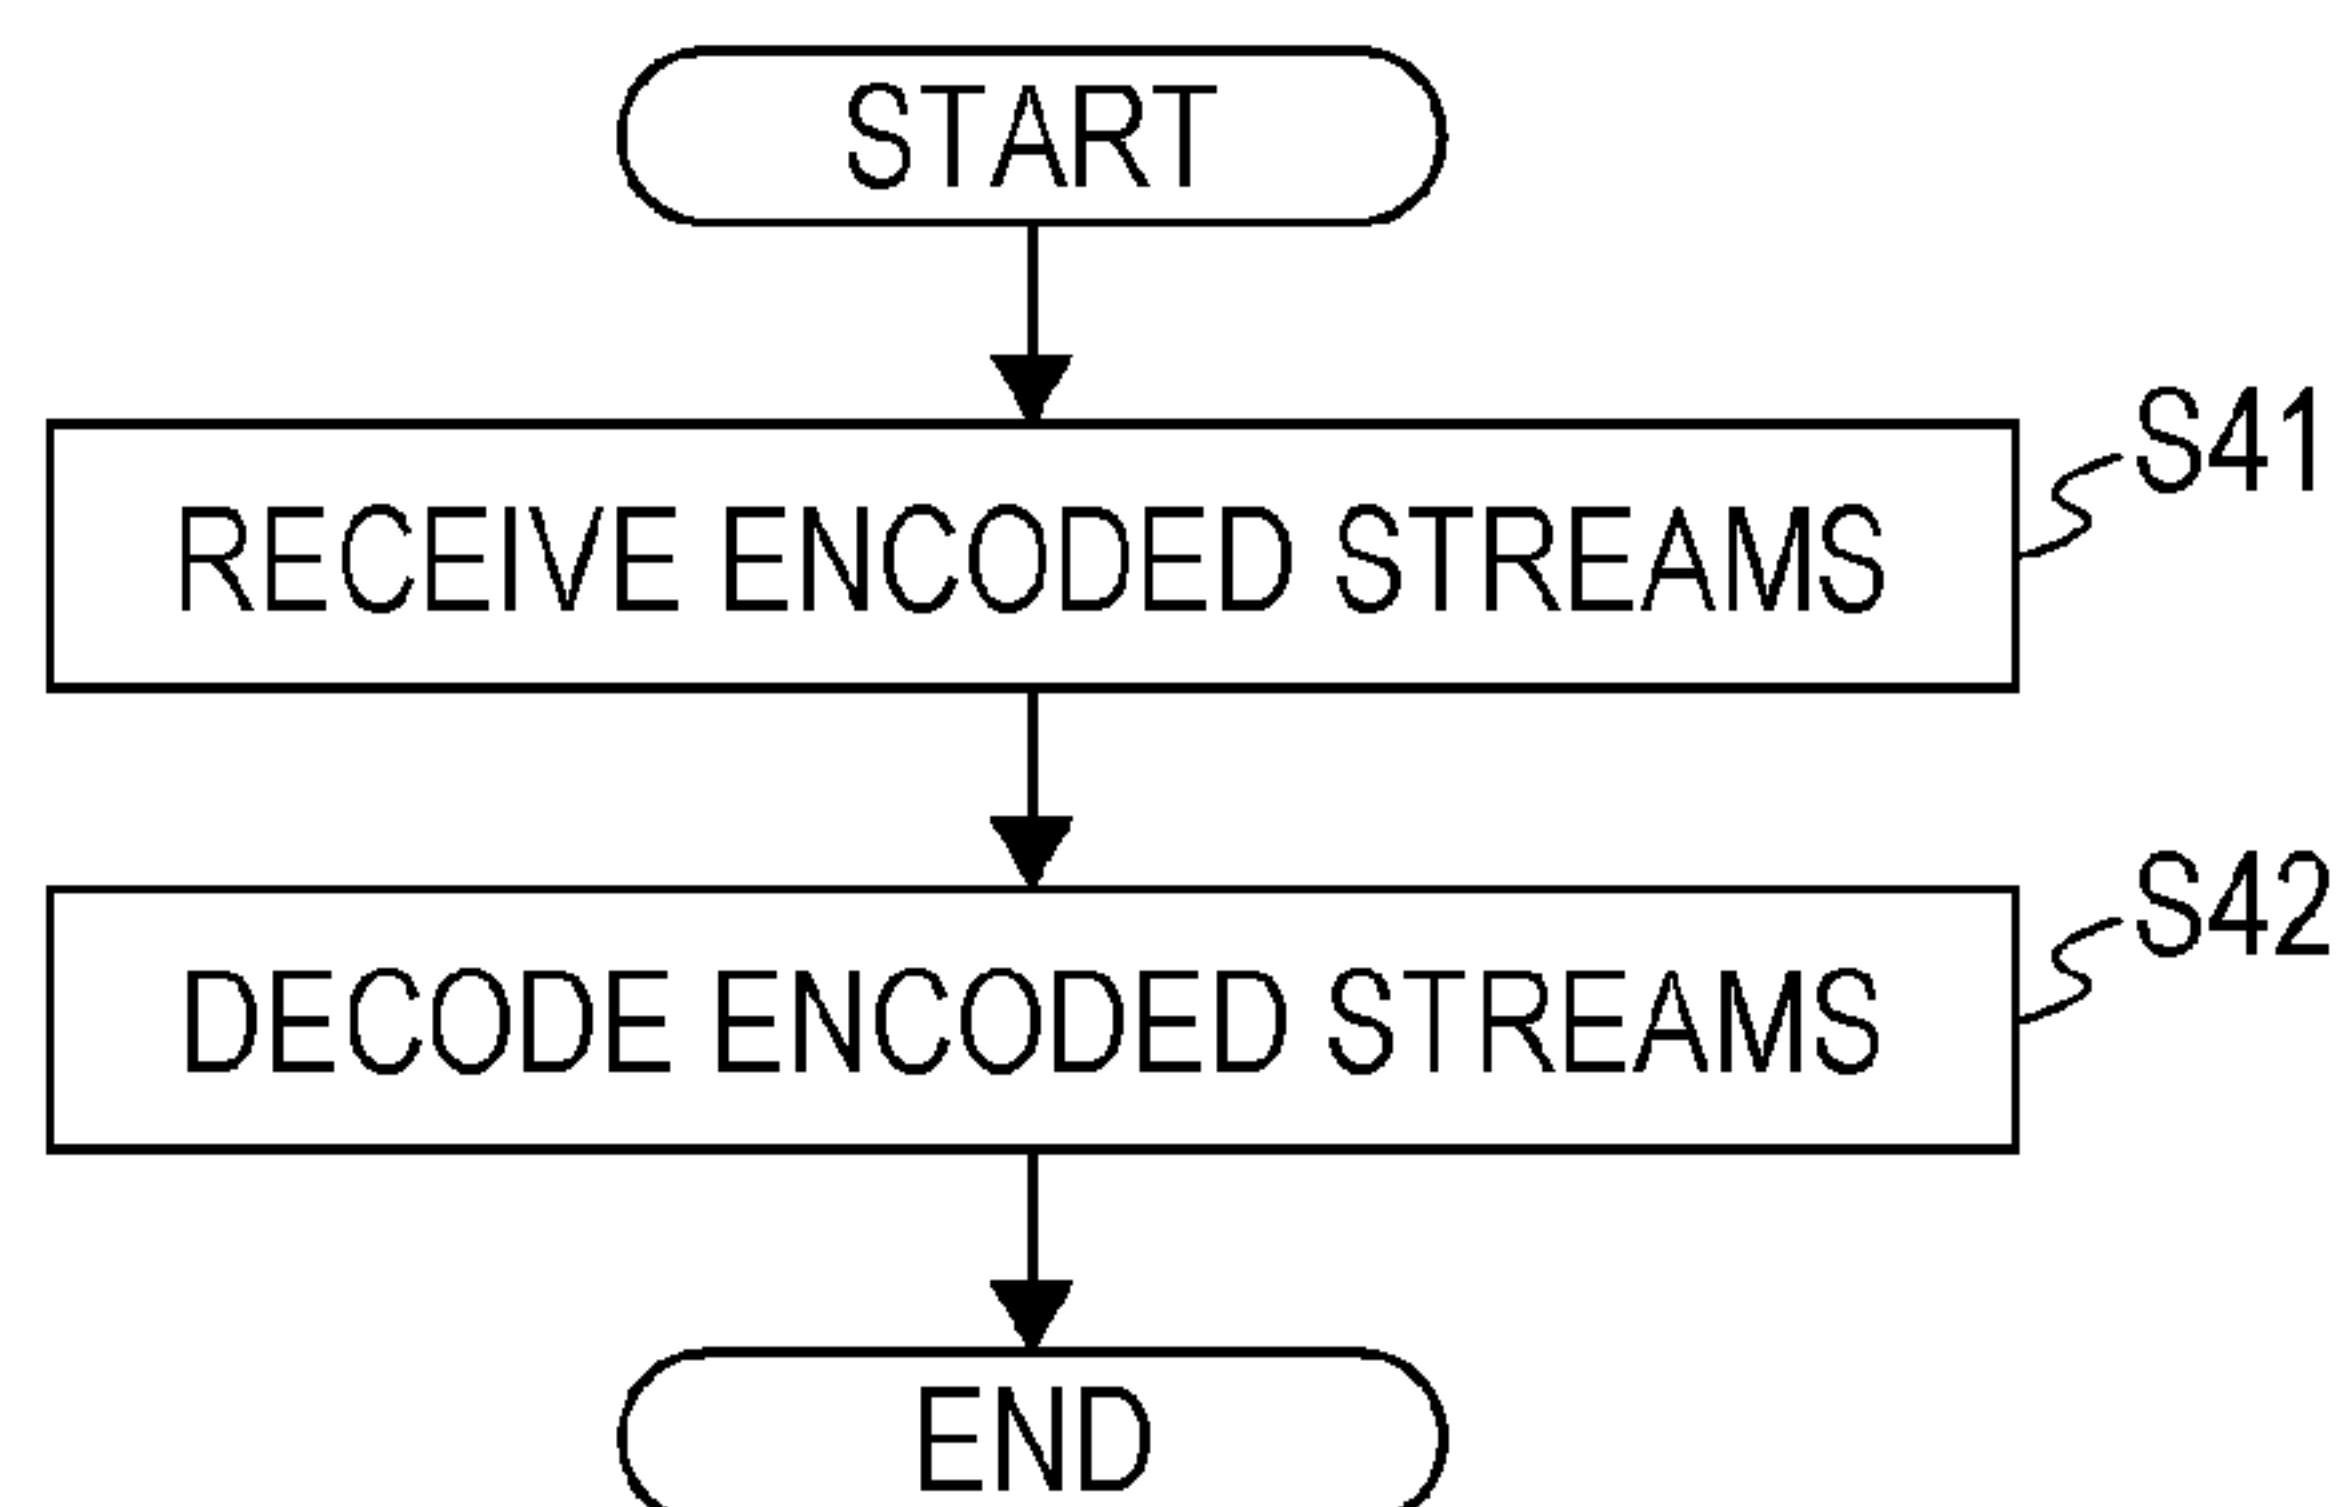 START
S41
RECEIVE ENCODED STREAMS
S42
DECODE ENCODED STREAMS
END